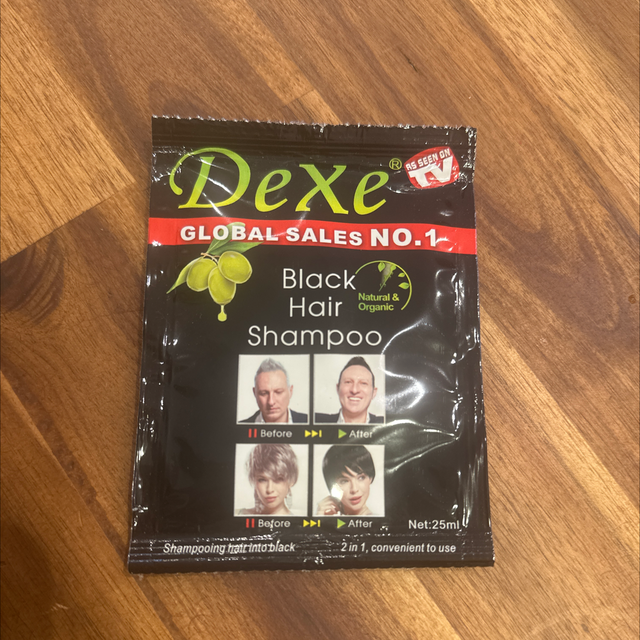 DeXe®
AS SEEN ON
TV
GLOBAL SALES NO.1
Black
Hair
Shampoo
Natural &
Organic
Before
After
Before
After
Net:25ml
Shampooing hair into black
2 in 1, convenient to use